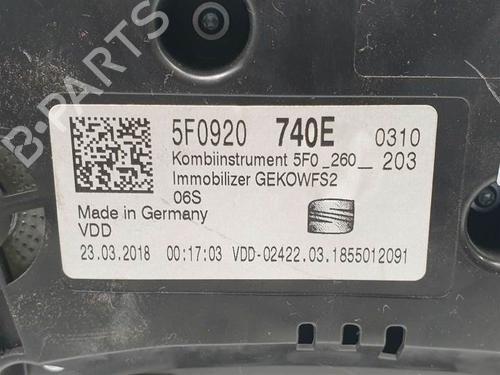 B-PARTS
5F0920 740E 0310
Kombiinstrument 5F0_260_ 203
Immobilizer GEKOWFS2
06S
Made in Germany
VDD
23.03.2018 00:17:03 VDD-02422.03.1855012091